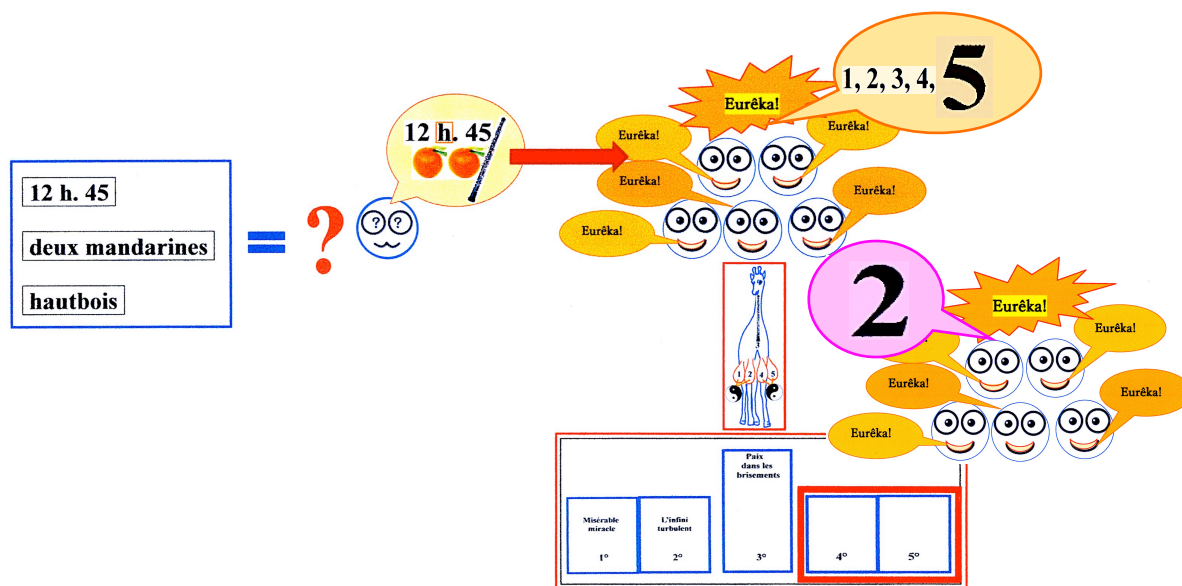 12 h. 45
deux mandarines
hautbois
=
?
? ?
12 h. 45
Eurêka!
1, 2, 3, 4, 5
Eurêka!
Eurêka!
Eurêka!
Eurêka!
Eurêka!
1 2 4 5
2
Eurêka!
Eurêka!
Eurêka!
Eurêka!
Eurêka!
Misérable
miracle
1°
L'infini
turbulent
2°
Paix
dans les
brisements
3°
4°
5°